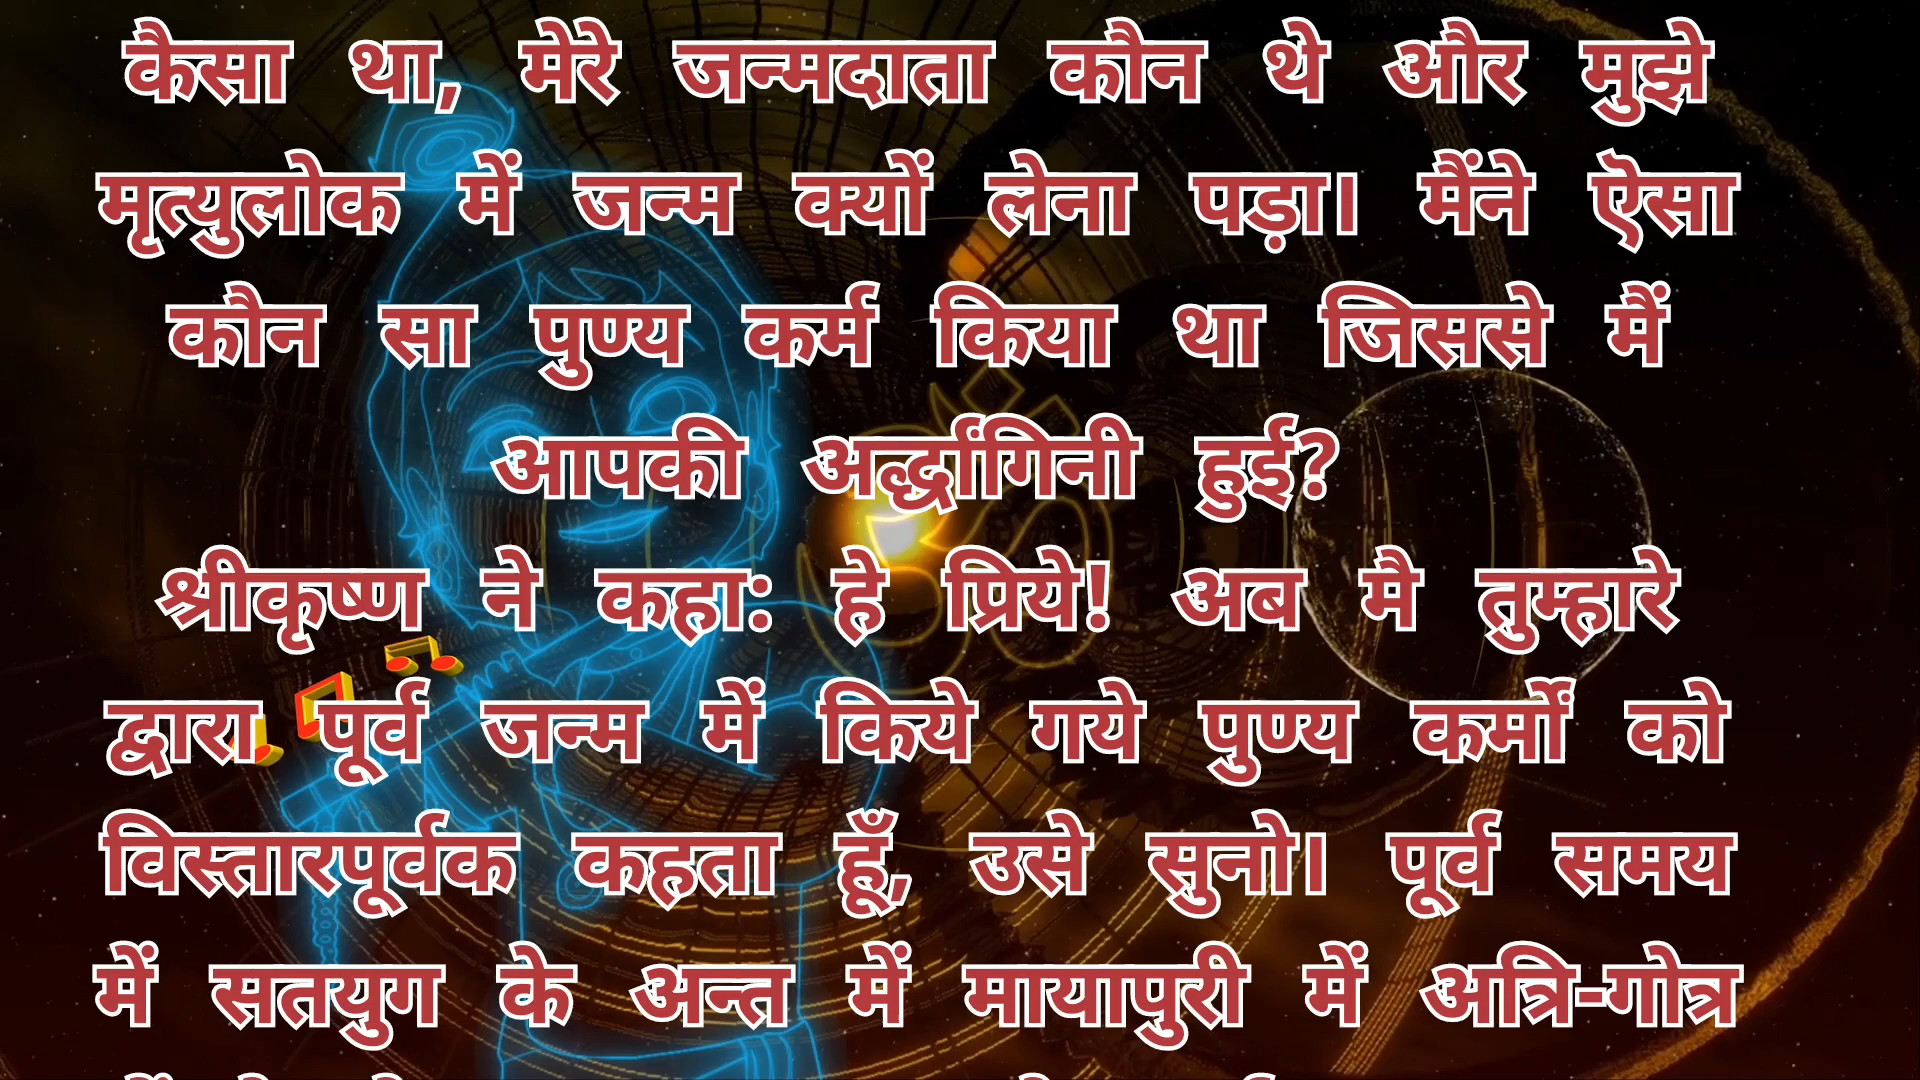 कैसा था, मेरे जन्मदाता कौन थे और मुझे
मृत्युलोक में जन्म क्यों लेना पड़ा। मैंने ऎसा
कौन सा पुण्य कर्म किया था जिससे मैं
आपकी अर्द्धांगिनी हुई?
श्रीकृष्ण ने कहा: हे प्रिये! अब मै तुम्हारे
द्वारा पूर्व जन्म में किये गये पुण्य कर्मों को
विस्तारपूर्वक कहता हूँ, उसे सुनो। पूर्व समय
में सतयुग के अन्त में मायापुरी में अत्रि-गोत्र